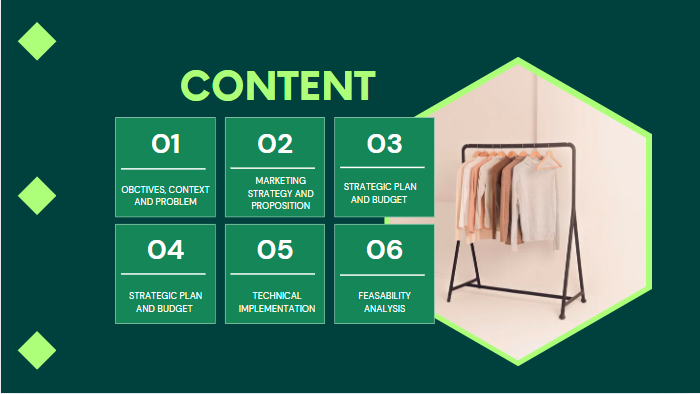 CONTENT
01
OBCTIVES, CONTEXT
AND PROBLEM
02
MARKETING
STRATEGY AND
PROPOSITION
03
STRATEGIC PLAN
AND BUDGET
04
STRATEGIC PLAN
AND BUDGET
05
TECHNICAL
IMPLEMENTATION
06
FEASABILITY
ANALYSIS